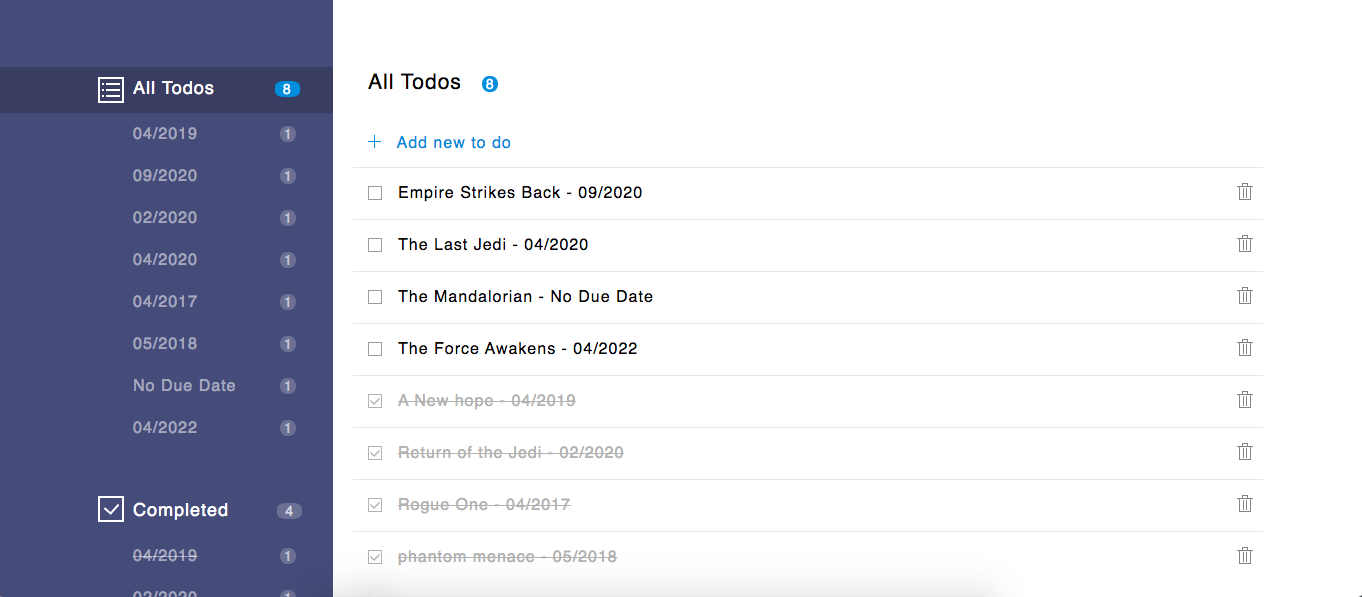 All Todos 8
04/2019 1
09/2020 1
02/2020 1
04/2020 1
04/2017 1
05/2018 1
No Due Date 1
04/2022 1
Completed 4
04/2019 1
02/2020 1
All Todos 8
+ Add new to do
Empire Strikes Back - 09/2020
The Last Jedi - 04/2020
The Mandalorian - No Due Date
The Force Awakens - 04/2022
A New hope - 04/2019
Return of the Jedi - 02/2020
Rogue One - 04/2017
phantom menace - 05/2018